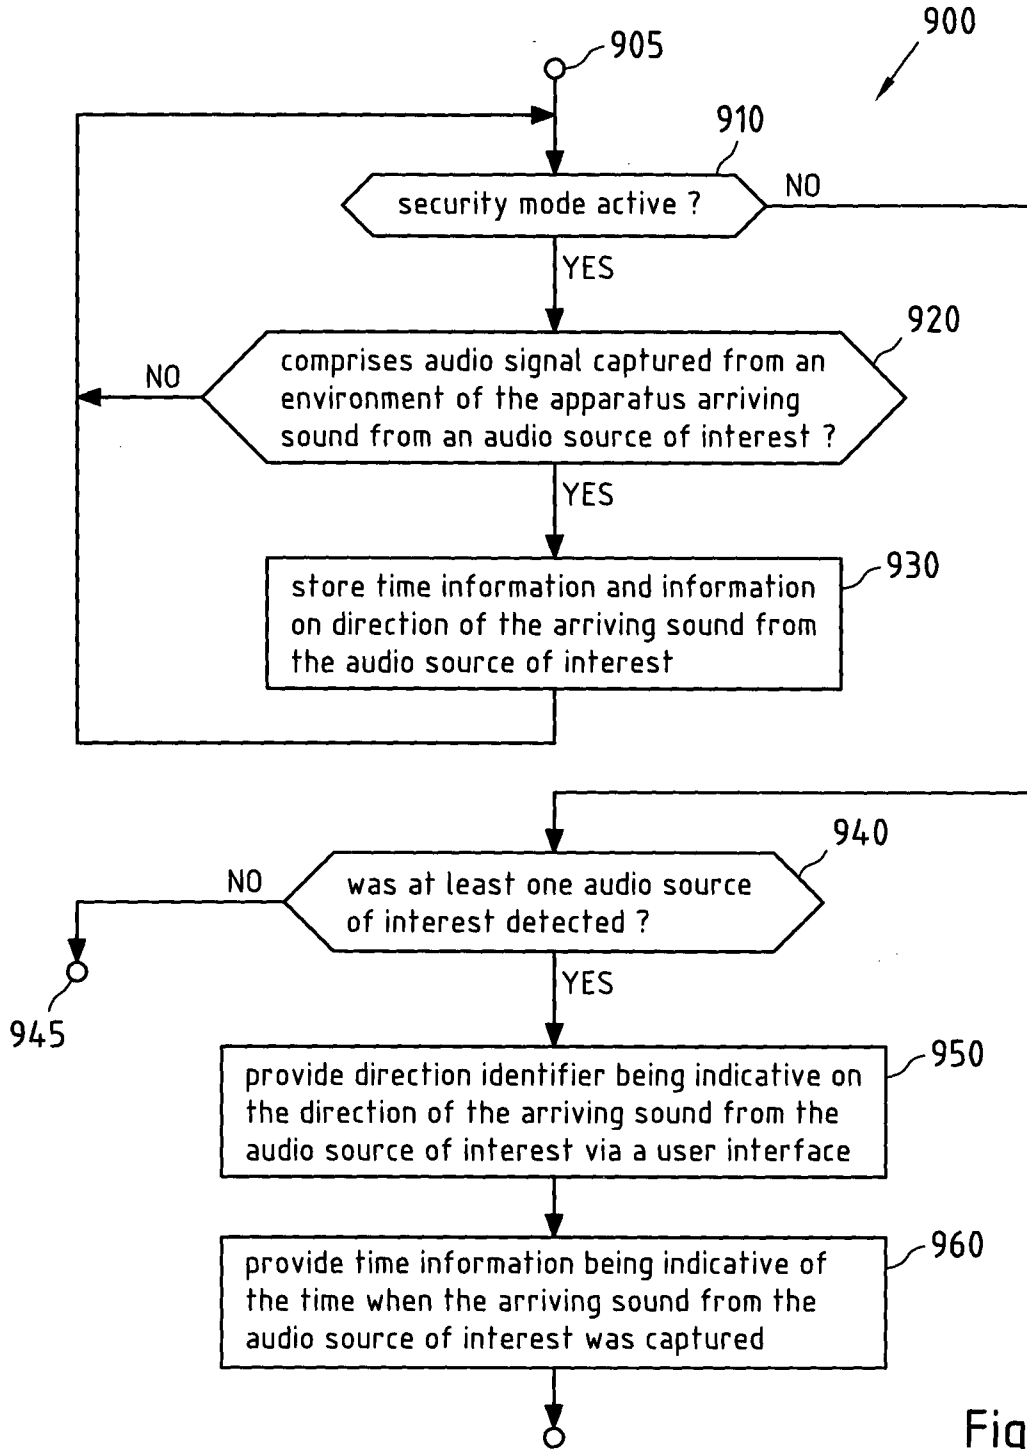 900
905
910
security mode active ?
NO
YES
920
comprises audio signal captured from an
environment of the apparatus arriving
sound from an audio source of interest ?
NO
YES
930
store time information and information
on direction of the arriving sound from
the audio source of interest
940
was at least one audio source
of interest detected ?
NO
945
YES
950
provide direction identifier being indicative on
the direction of the arriving sound from the
audio source of interest via a user interface
960
provide time information being indicative of
the time when the arriving sound from the
audio source of interest was captured
Fig